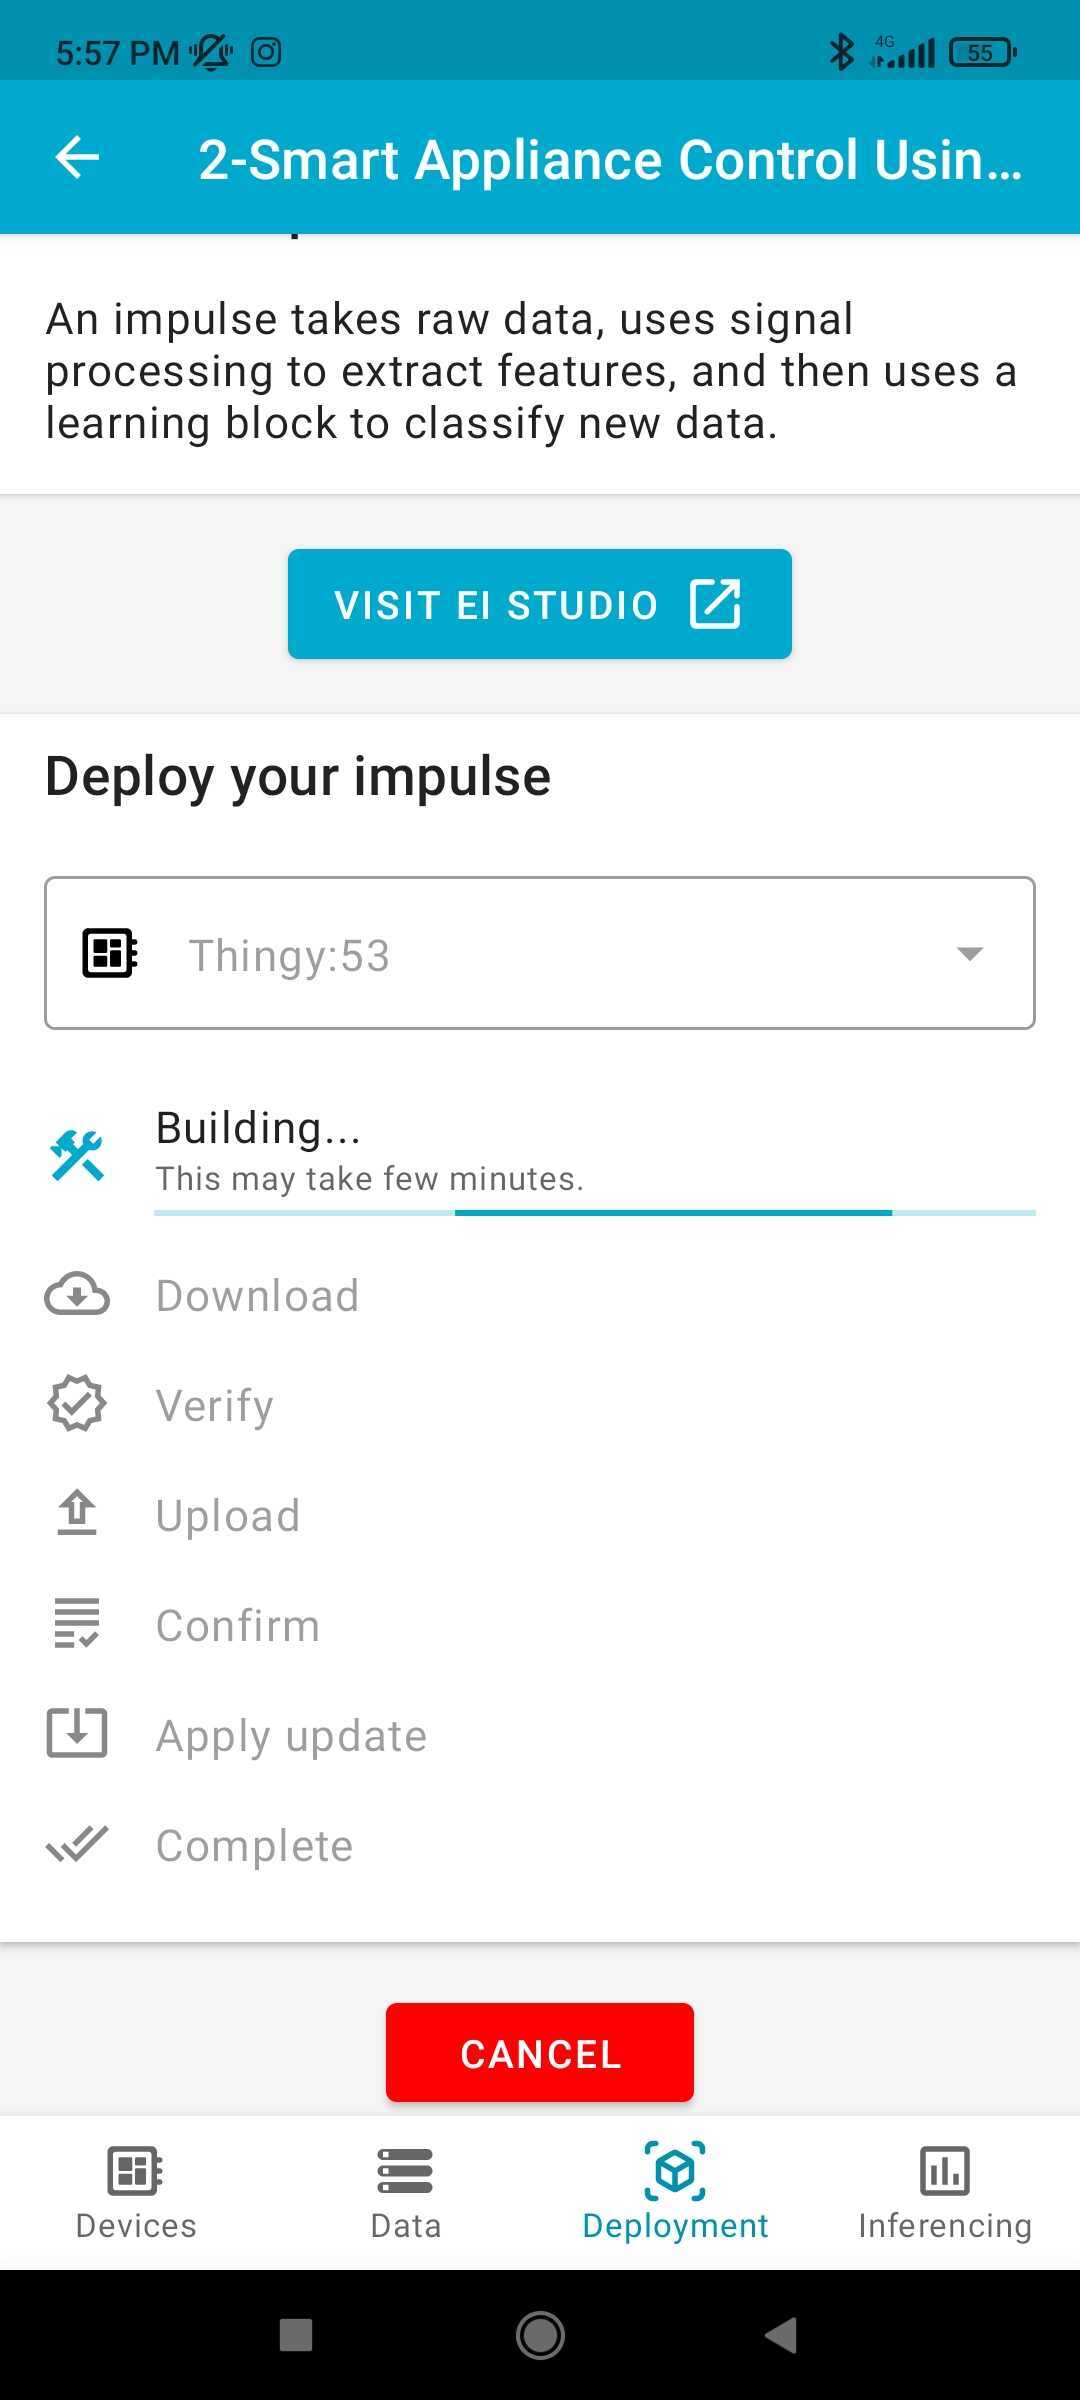 5:57 PM
4G
55
2-Smart Appliance Control Usin...
An impulse takes raw data, uses signal
processing to extract features, and then uses a
learning block to classify new data.
VISIT EI STUDIO
Deploy your impulse
Thingy:53
Building...
This may take few minutes.
Download
Verify
Upload
Confirm
Apply update
Complete
CANCEL
Devices
Data
Deployment
Inferencing